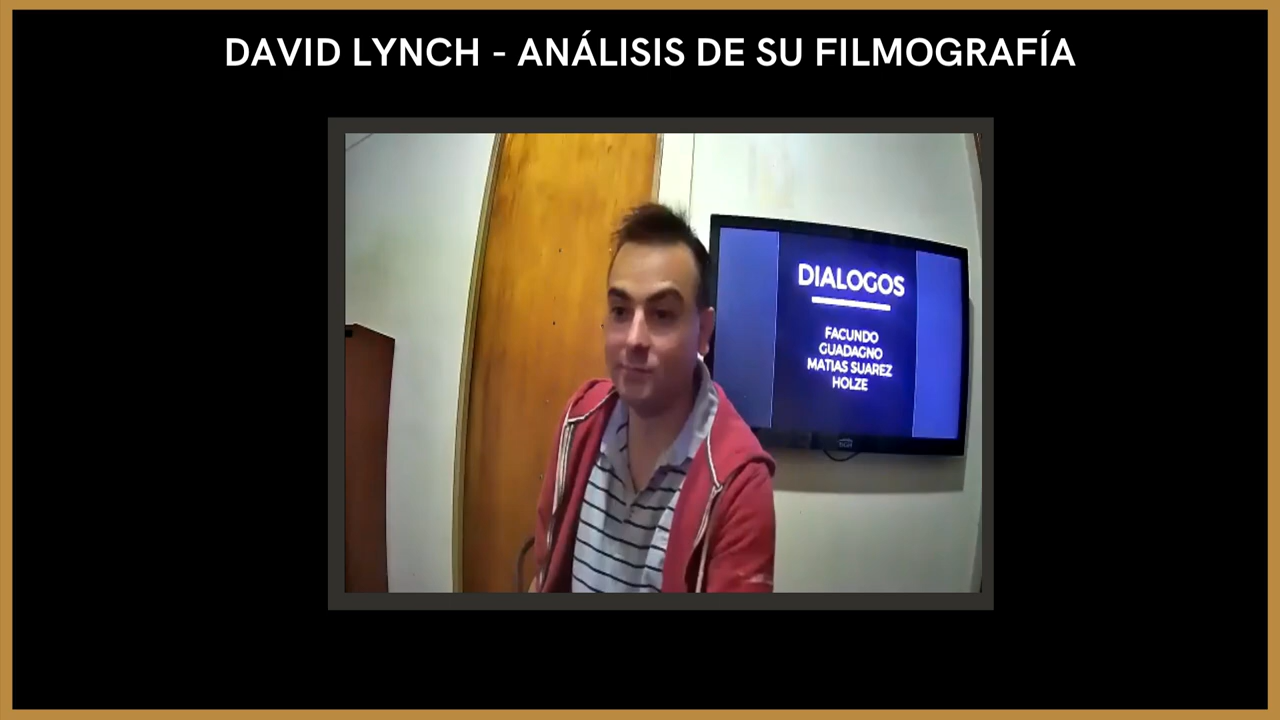 DAVID LYNCH - ANÁLISIS DE SU FILMOGRAFÍA
DIALOGOS
FACUNDO
GUADAGNO
MATIAS SUAREZ
HOLZE